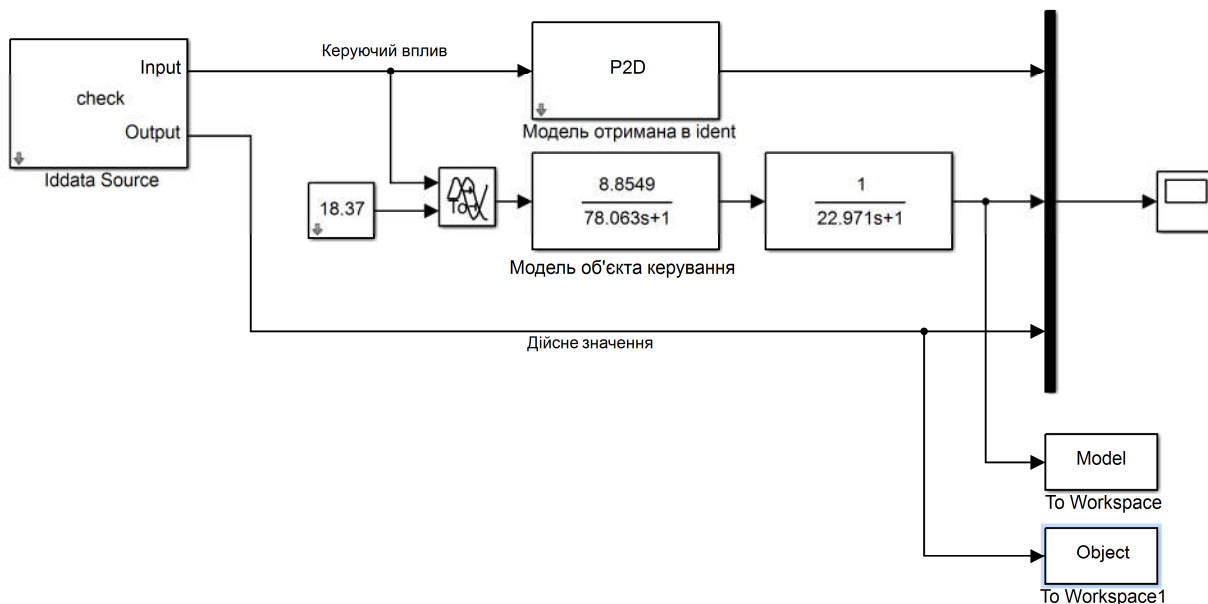 Керуючий вплив
Input
check
Output
Iddata Source
P2D
Модель отримана в ident
18.37
To
8.8549
78.063s+1
1
22.971s+1
Модель об'єкта керування
Дійсне значення
Model
To Workspace
Object
To Workspace1